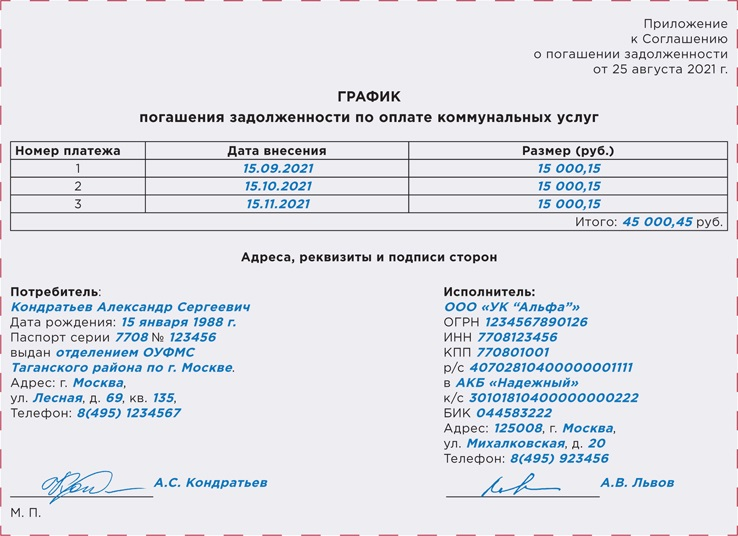 Приложение
к Соглашению
о погашении задолженности
от 25 августа 2021 г.
ГРАФИК
погашения задолженности по оплате коммунальных услуг
Номер платежа Дата внесения Размер (руб.)
1 15.09.2021 15 000,15
2 15.10.2021 15 000,15
3 15.11.2021 15 000,15
Итого: 45 000,45 руб.
Адреса, реквизиты и подписи сторон
Потребитель:
Кондратьев Александр Сергеевич
Дата рождения: 15 января 1988 г.
Паспорт серии 7708 № 123456
выдан отделением ОУФМС
Таганского района по г. Москве.
Адрес: г. Москва,
ул. Лесная, д. 69, кв. 135,
Телефон: 8(495) 1234567
А.С. Кондратьев
М. П.
Исполнитель:
ООО «УК “Альфа”»
ОГРН 1234567890126
ИНН 7708123456
КПП 770801001
р/с 40702810400000001111
в АКБ «Надежный»
к/с 30101810400000000222
БИК 044583222
Адрес: 125008, г. Москва,
ул. Михалковская, д. 20
Телефон: 8(495) 923456
А.В. Львов